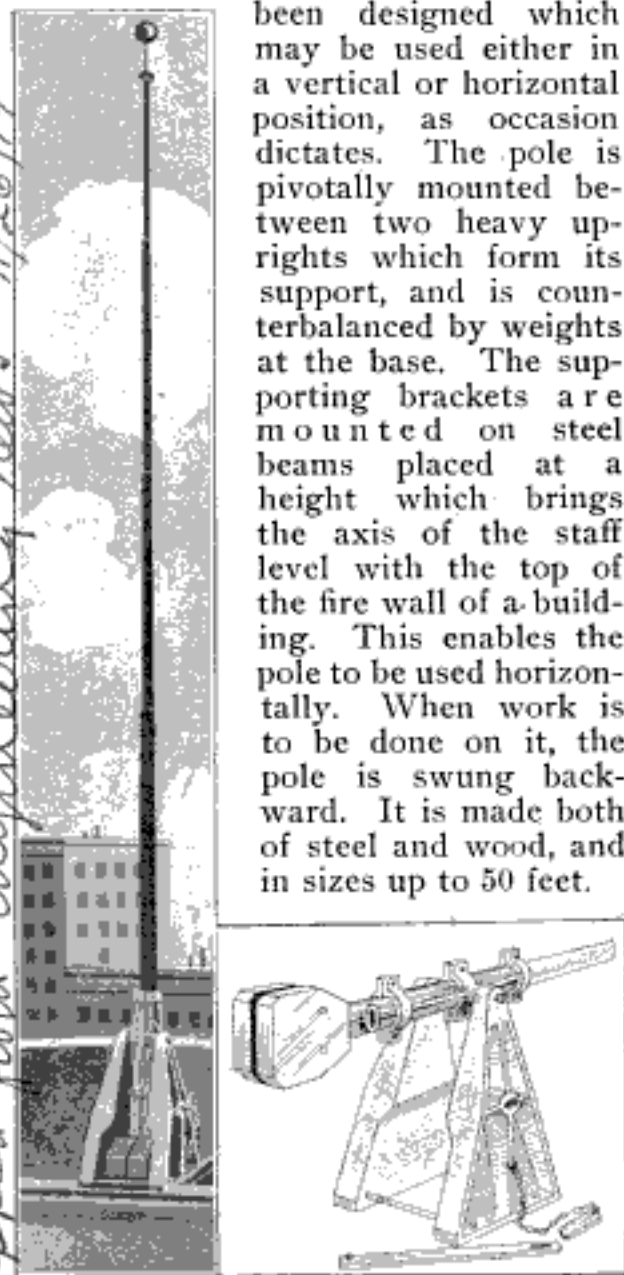 been designed which
may be used either in
a vertical or horizontal
position, as occasion
dictates. The pole is
pivotally mounted be-
tween two heavy up-
rights which form its
support, and is coun-
terbalanced by weights
at the base. The sup-
porting brackets are
mounted on steel
beams placed at a
height which brings
the axis of the staff
level with the top of
the fire wall of a build-
ing. This enables the
pole to be used horizon-
tally. When work is
to be done on it, the
pole is swung back-
ward. It is made both
of steel and wood, and
in sizes up to 50 feet.
Engineering News